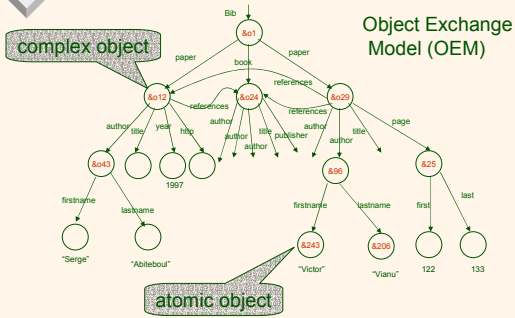 Object Exchange
Model (OEM)
Bib
&o1
complex object
paper
book
paper
references
&o12
&o24
&o29
references
references
author
title
year
http
author
author
author
title
publisher
author
author
title
page
&o43
1997
&96
&25
firstname
lastname
firstname
lastname
first
last
&243
&206
"Serge"
"Abiteboul"
"Victor"
"Vianu"
122
133
atomic object